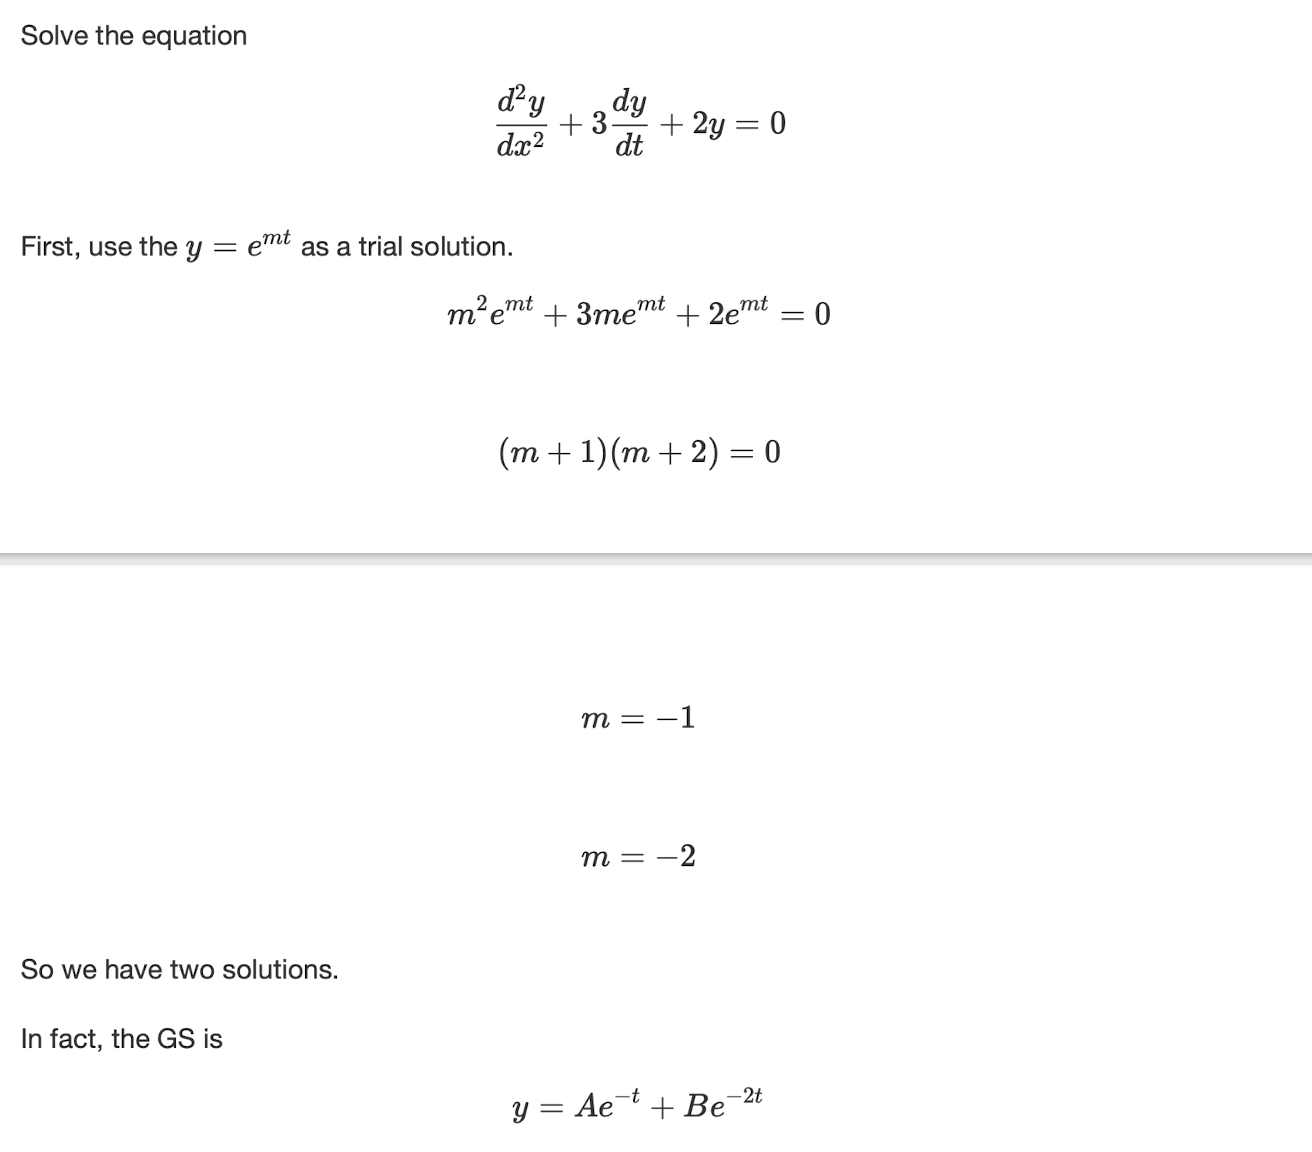 Solve the equation
\frac{d^2y}{dx^2} + 3\frac{dy}{dt} + 2y = 0
First, use the y = e^{mt} as a trial solution.
m^2e^{mt} + 3me^{mt} + 2e^{mt} = 0
(m + 1)(m + 2) = 0
m = −1
m = −2
So we have two solutions.
In fact, the GS is
y = Ae^{−t} + Be^{−2t}